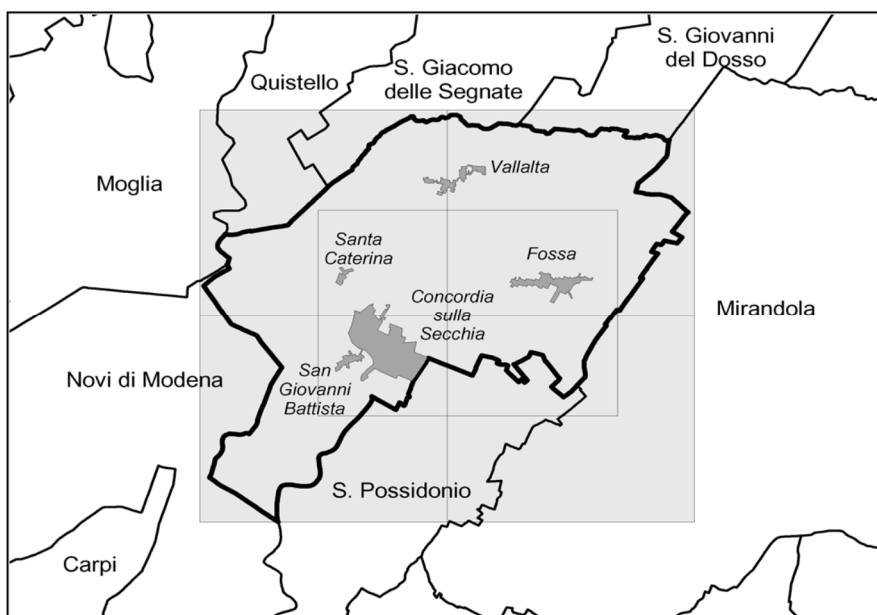 S. Giovanni
del Dosso
Quistello
S. Giacomo
delle Segnate
Moglia
Vallalta
Santa
Caterina
Fossa
Concordia
sulla
Secchia
Mirandola
San
Giovanni
Battista
Novi di Modena
S. Possidonio
Carpi